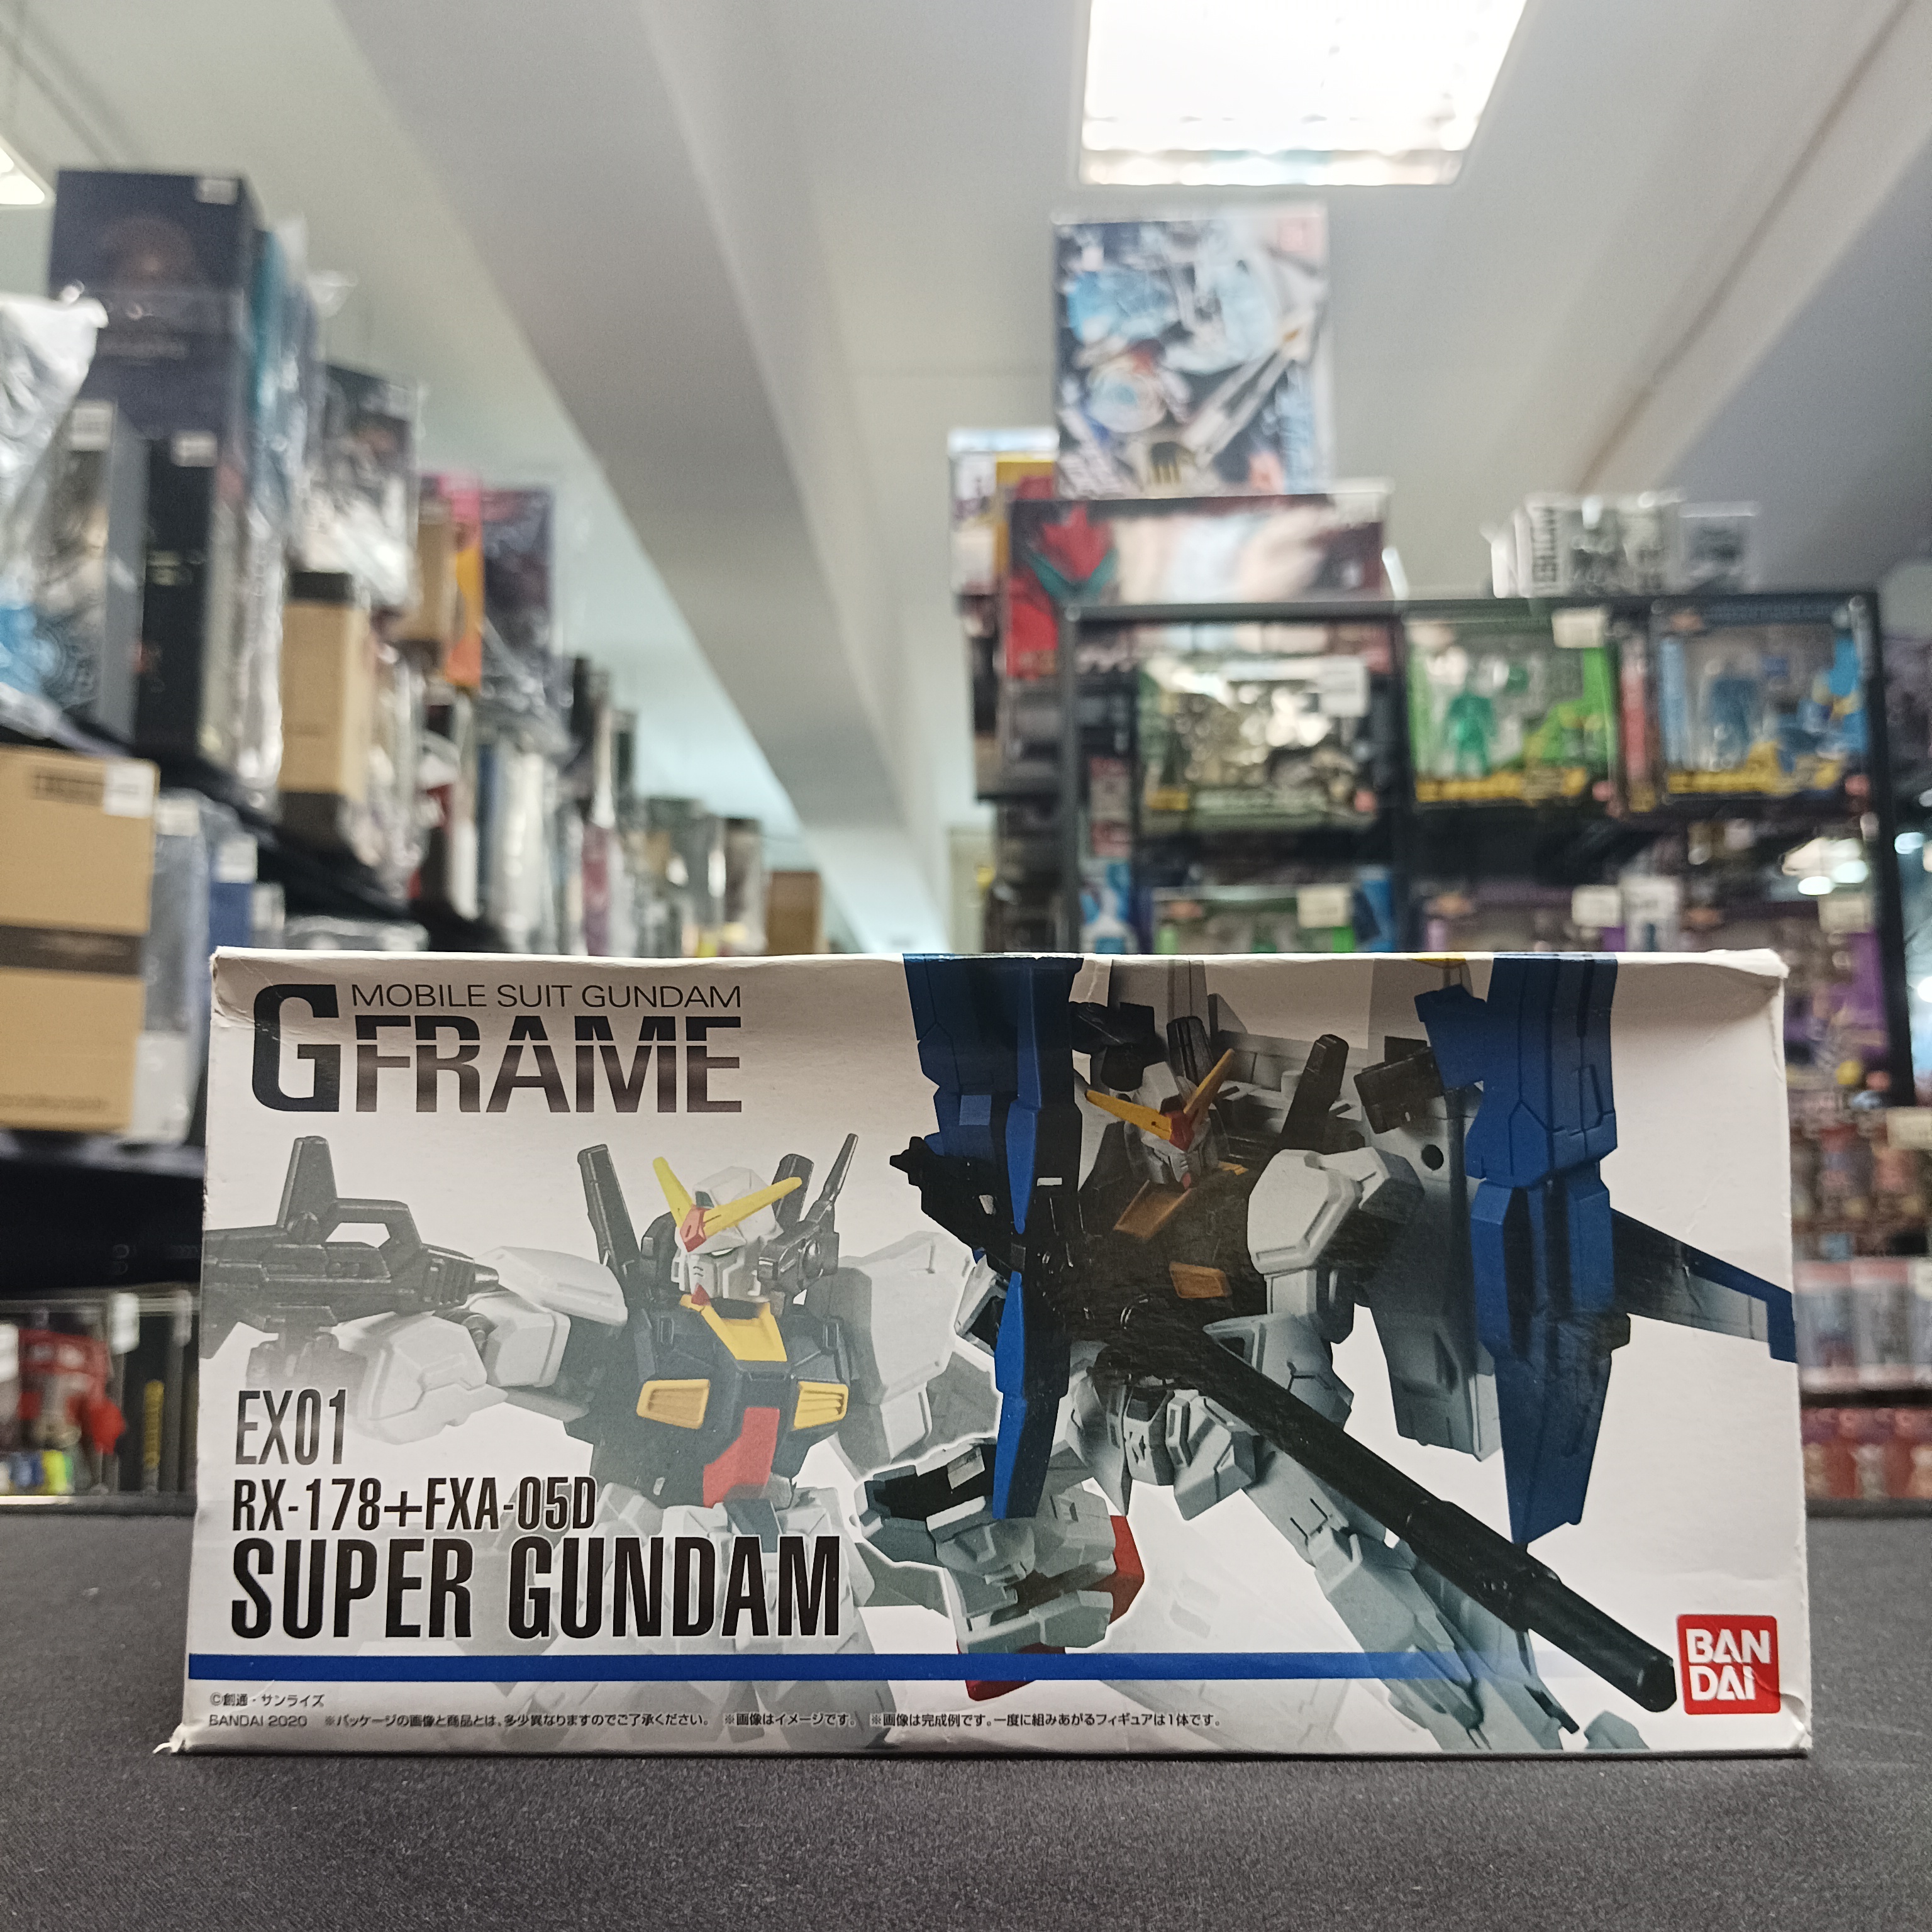 MOBILE SUIT GUNDAM
G FRAME
EX01
RX-178+FXA-05D
SUPER GUNDAM
BAN
DAI
©創通・サンライズ
BANDAI 2020 ※パッケージの画像と商品とは、多少異なりますのでご了承ください。 ※画像はイメージです。 ※画像は完成例です。一度に組みあがるフィギュアは1体です。